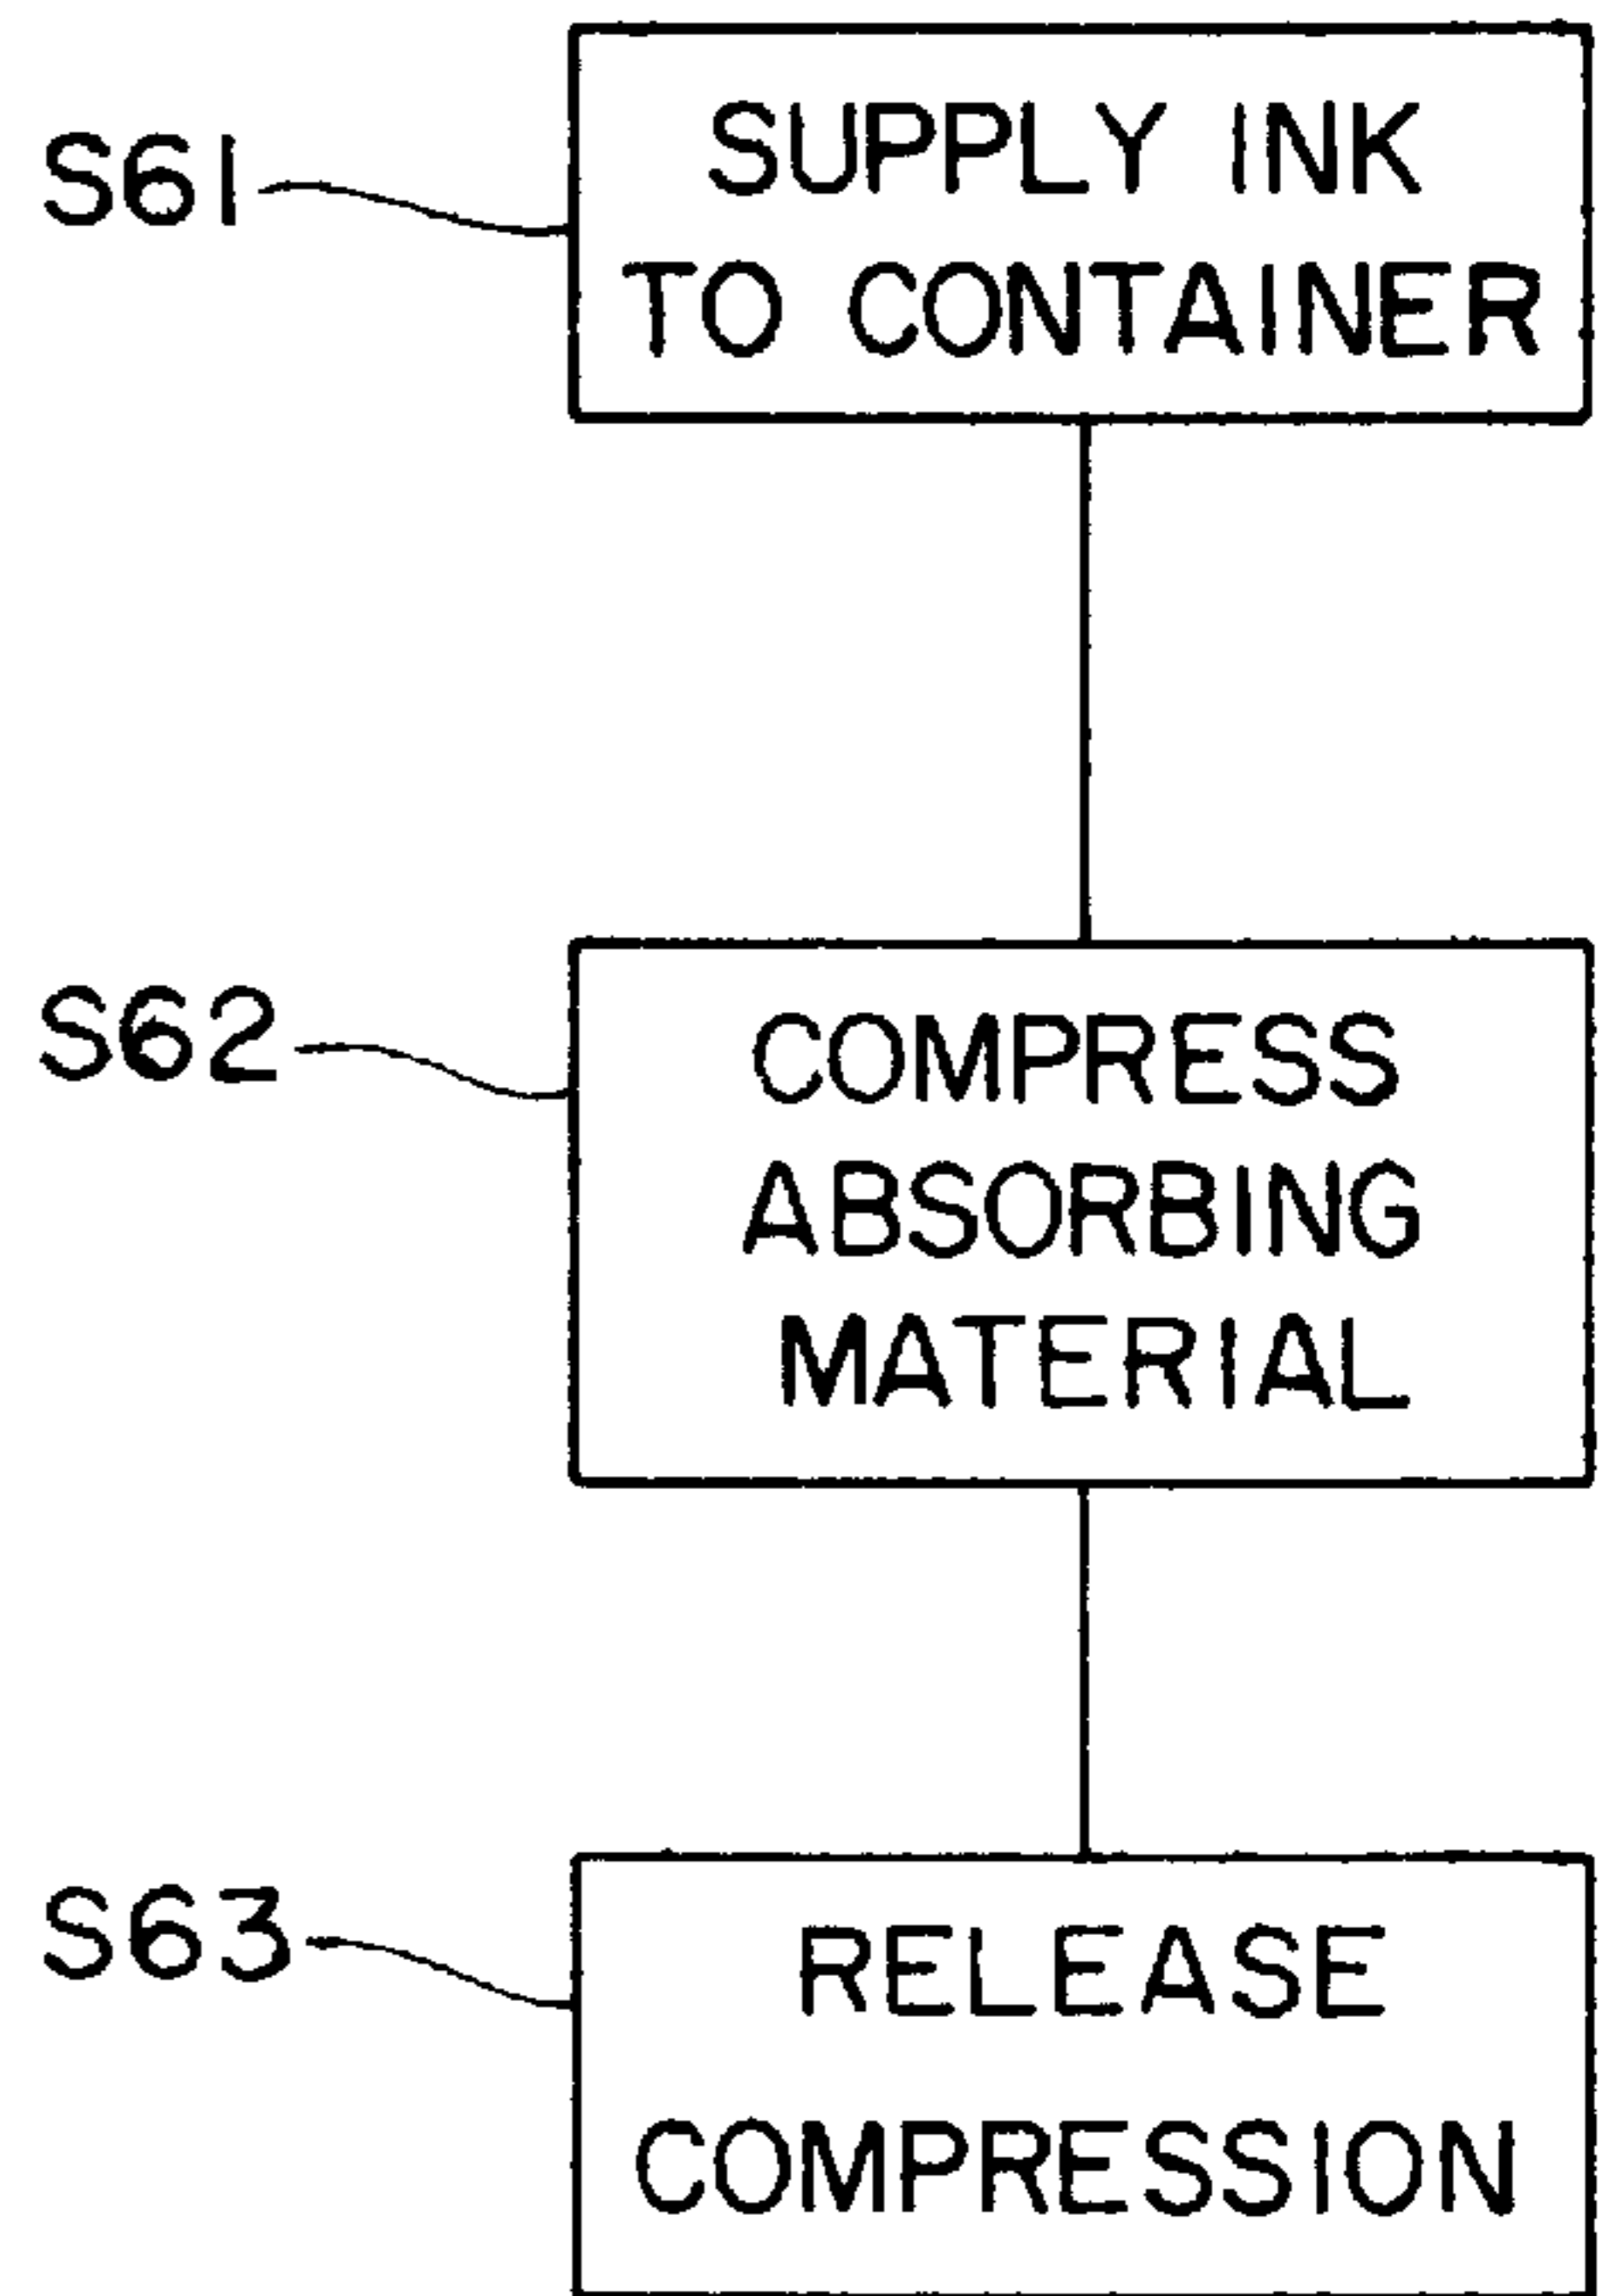 S61
SUPPLY INK
TO CONTAINER
S62
COMPRESS
ABSORBING
MATERIAL
S63
RELEASE
COMPRESSION